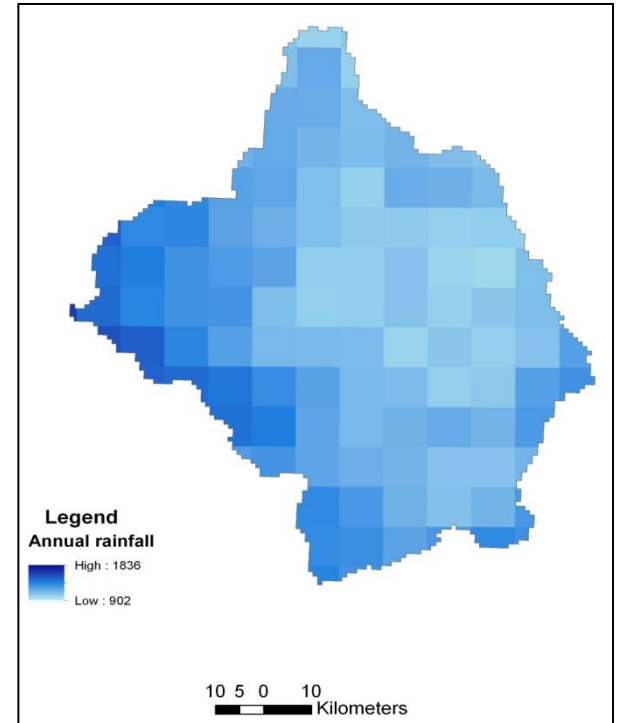 Legend
Annual rainfall
High : 1836
Low : 902
10 5 0 10
Kilometers